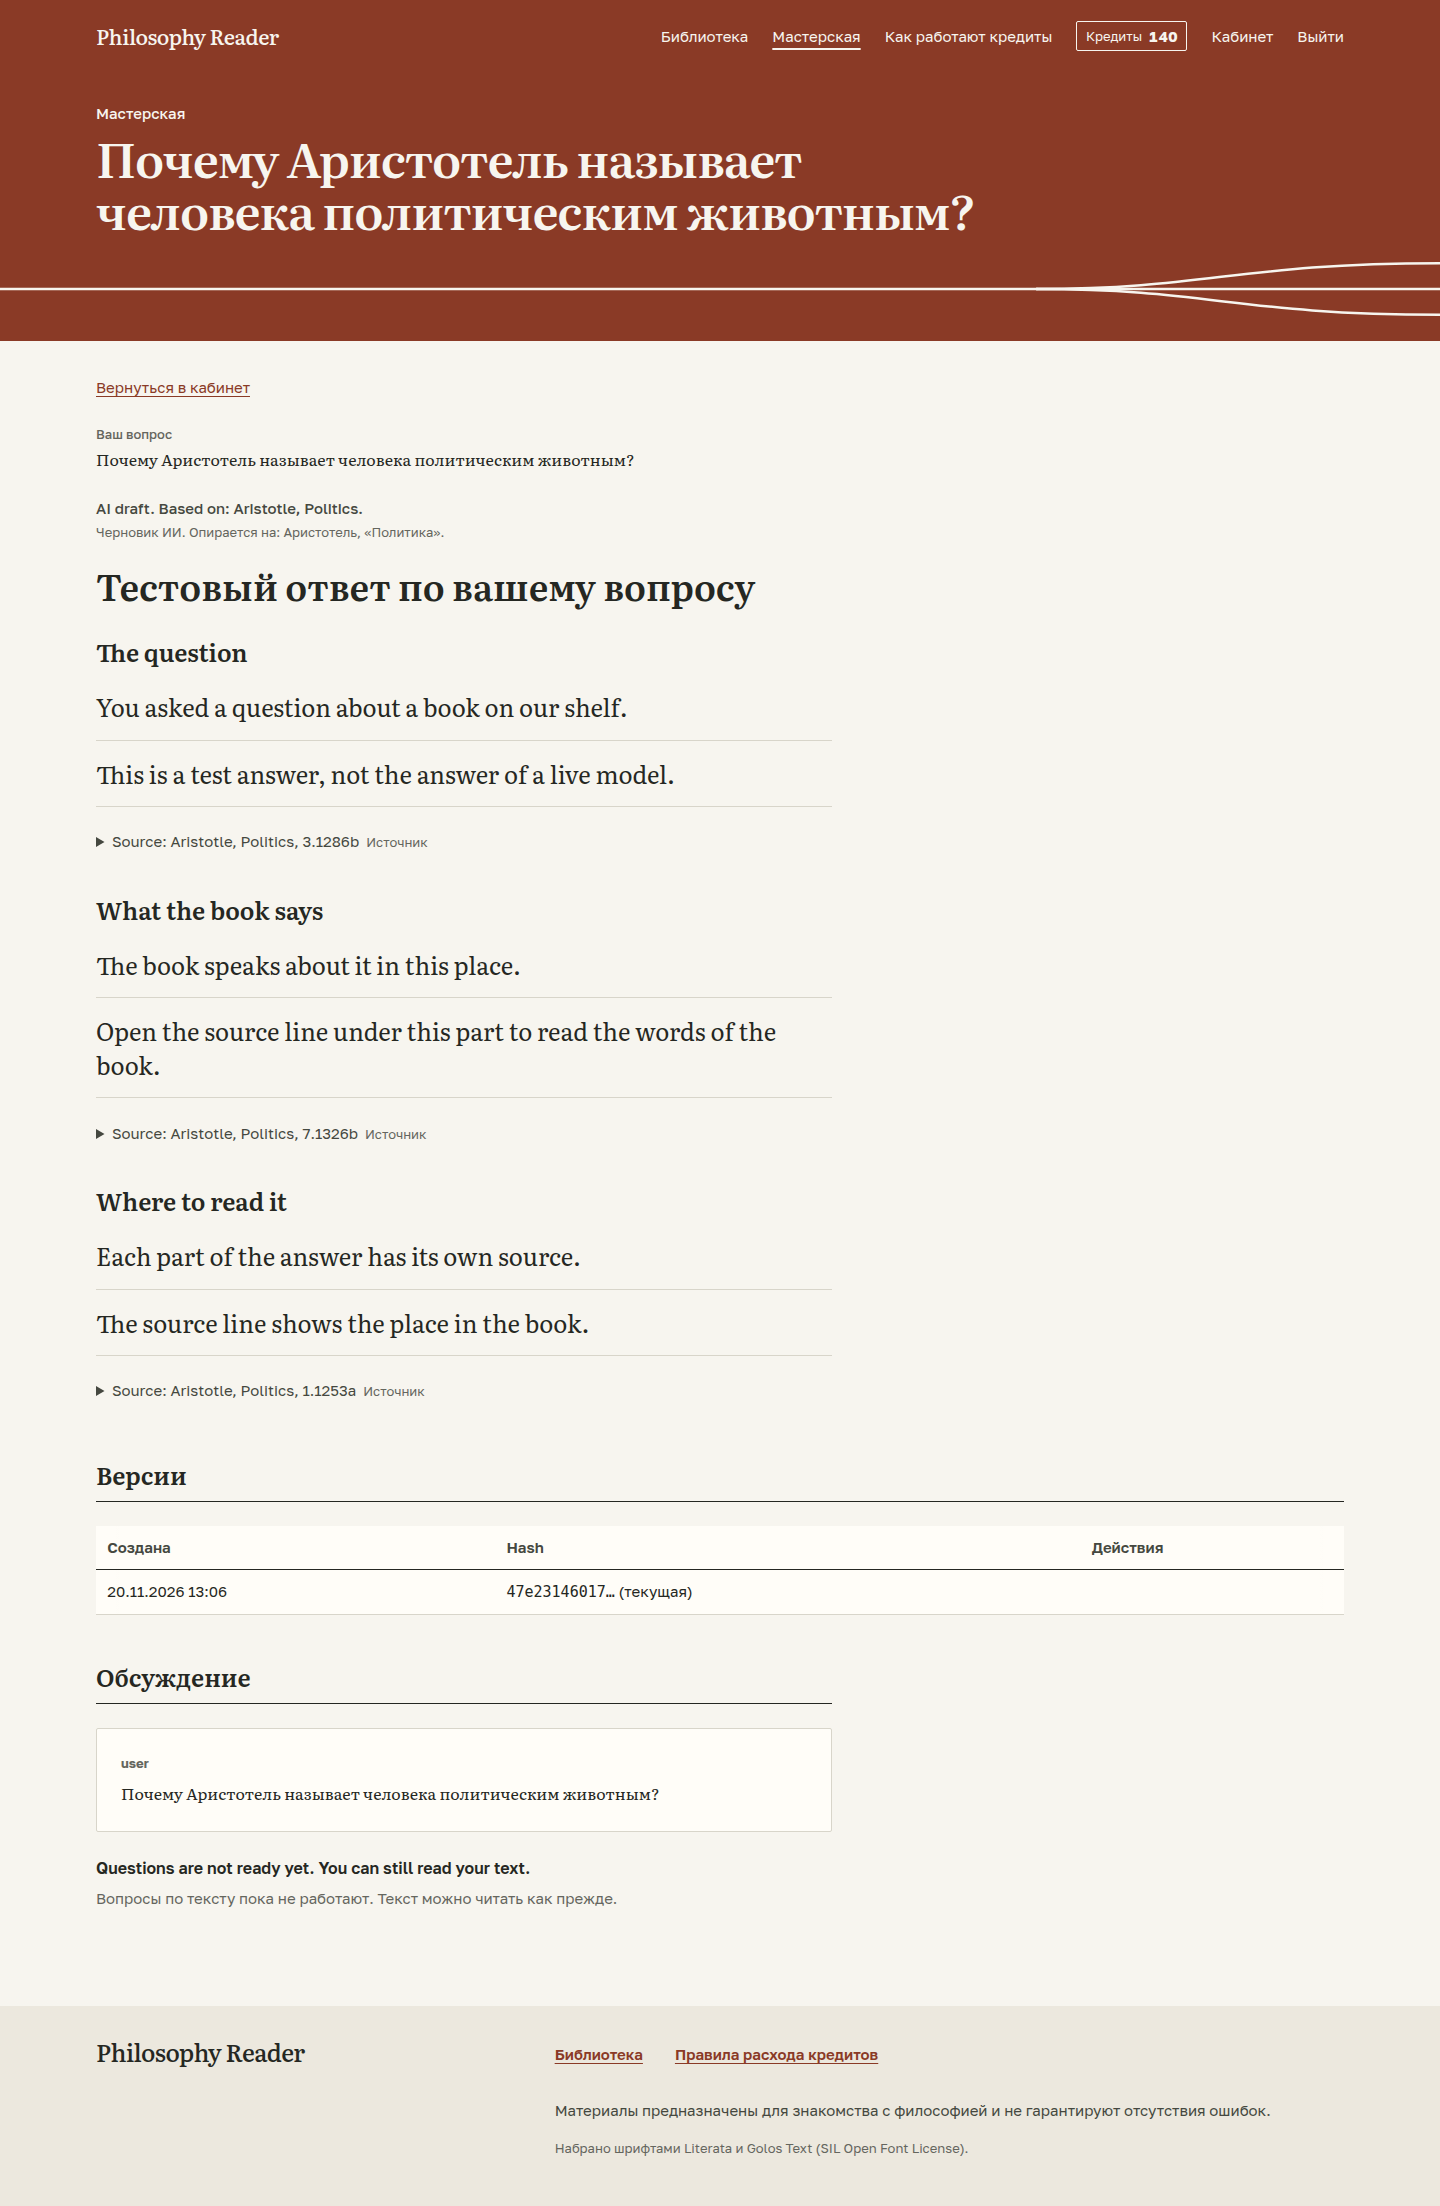 Philosophy Reader
Библиотека Мастерская Как работают кредиты Кредиты 140 Кабинет Выйти
Мастерская
Почему Аристотель называет
человека политическим животным?
Вернуться в кабинет
Ваш вопрос
Почему Аристотель называет человека политическим животным?
AI draft. Based on: Aristotle, Politics.
Черновик ИИ. Опирается на: Аристотель, «Политика».
Тестовый ответ по вашему вопросу
The question
You asked a question about a book on our shelf.
This is a test answer, not the answer of a live model.
Source: Aristotle, Politics, 3.1286b Источник
What the book says
The book speaks about it in this place.
Open the source line under this part to read the words of the
book.
Source: Aristotle, Politics, 7.1326b Источник
Where to read it
Each part of the answer has its own source.
The source line shows the place in the book.
Source: Aristotle, Politics, 1.1253a Источник
Версии
Создана Hash Действия
20.11.2026 13:06 47e23146017… (текущая)
Обсуждение
user
Почему Аристотель называет человека политическим животным?
Questions are not ready yet. You can still read your text.
Вопросы по тексту пока не работают. Текст можно читать как прежде.
Philosophy Reader
Библиотека Правила расхода кредитов
Материалы предназначены для знакомства с философией и не гарантируют отсутствия ошибок.
Набрано шрифтами Literata и Golos Text (SIL Open Font License).